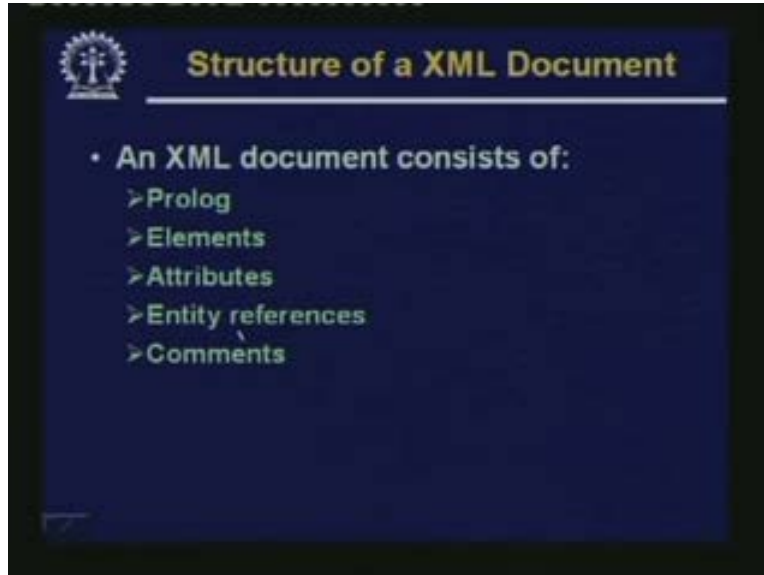 Structure of a XML Document
• An XML document consists of:
➢Prolog
➢Elements
➢Attributes
➢Entity references
➢Comments